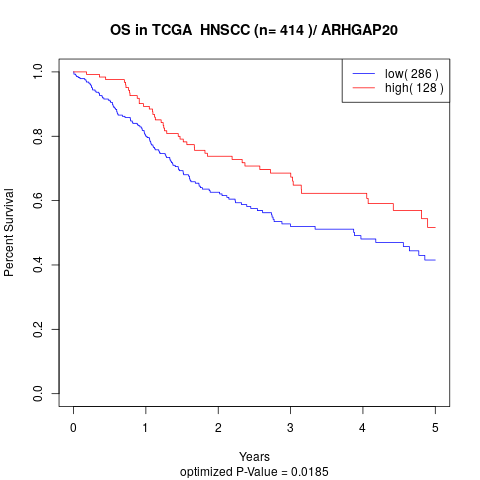 OS in TCGA  HNSCC (n= 414 )/ ARHGAP20
low( 286 )
high( 128 )
Percent Survival
1.0
0.8
0.6
0.4
0.2
0.0
0 1 2 3 4 5
Years
optimized P-Value = 0.0185